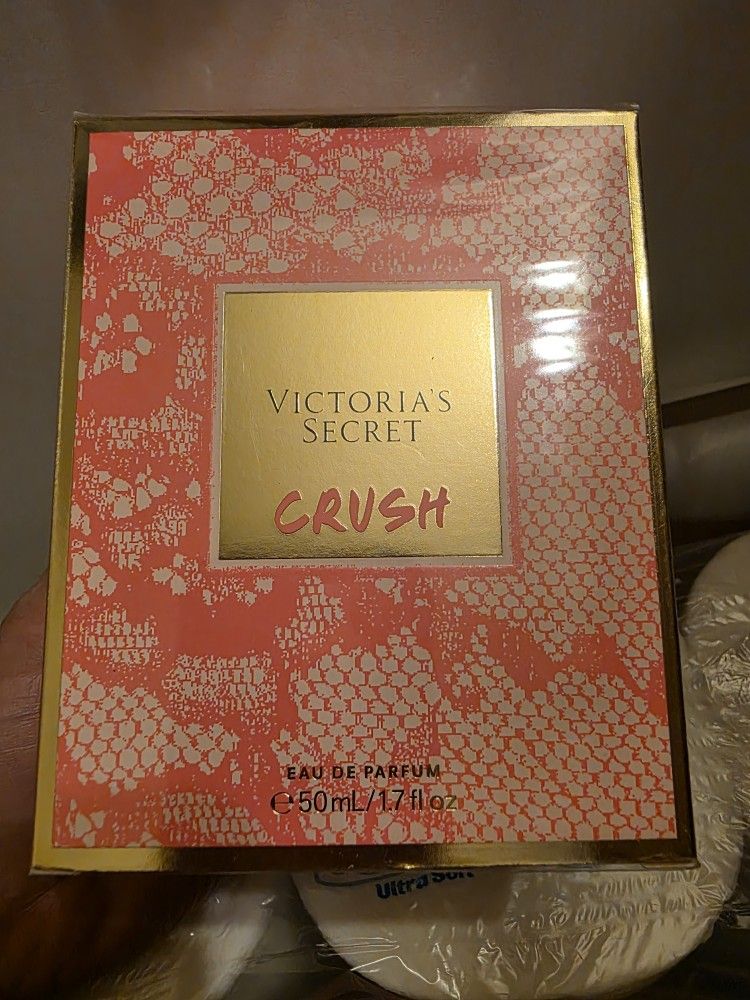 VICTORIA'S
SECRET
CRUSH
EAU DE PARFUM
℮50mL/1.7 fl oz
Ultra Soft